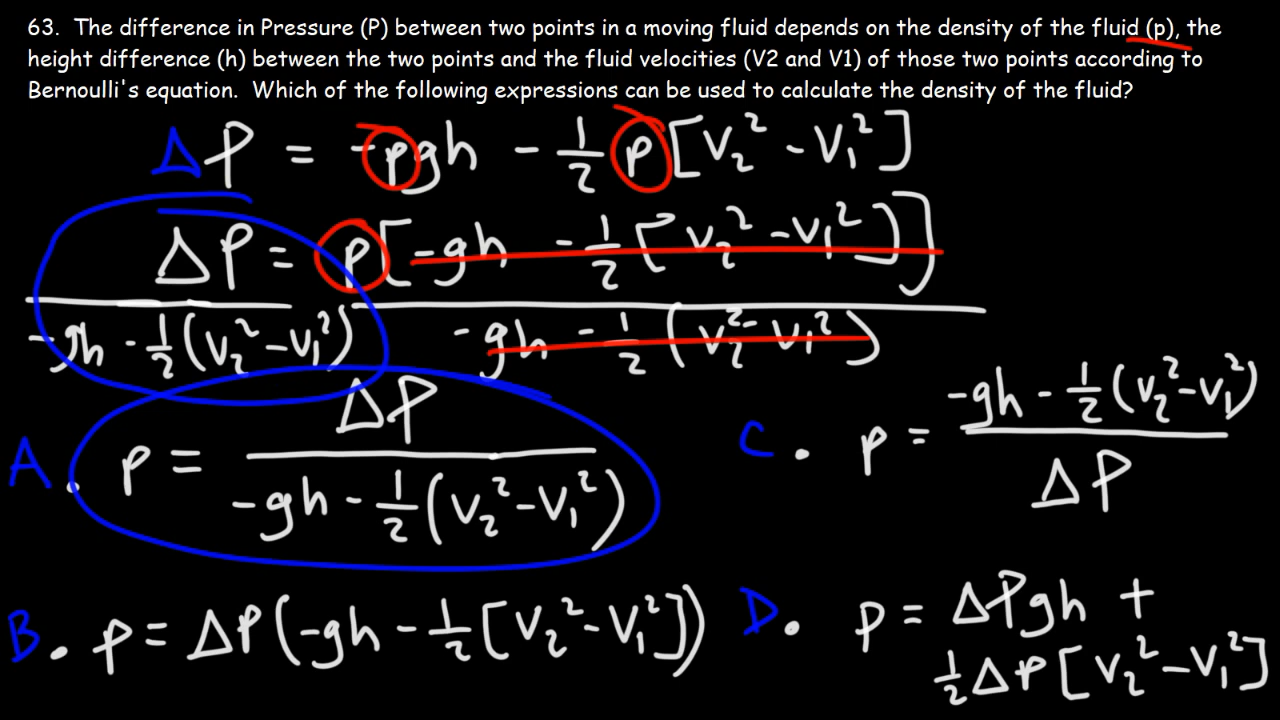 63. The difference in Pressure (P) between two points in a moving fluid depends on the density of the fluid (p), the
height difference (h) between the two points and the fluid velocities (V2 and V1) of those two points according to
Bernoulli's equation. Which of the following expressions can be used to calculate the density of the fluid?
ΔP = -ρgh - 1/2 ρ[V₂² - V₁²]
ΔP = ρ[-gh - 1/2 [V₂² - V₁²]]
-gh - 1/2 (V₂² - V₁²) -gh - 1/2 (V₂² - V₁²)
A. ρ = ΔP / (-gh - 1/2 (V₂² - V₁²))
C. ρ = (-gh - 1/2 (V₂² - V₁²)) / ΔP
B. ρ = ΔP(-gh - 1/2 [V₂² - V₁²])
D. ρ = ΔPgh +
1/2 ΔP[V₂² - V₁²]